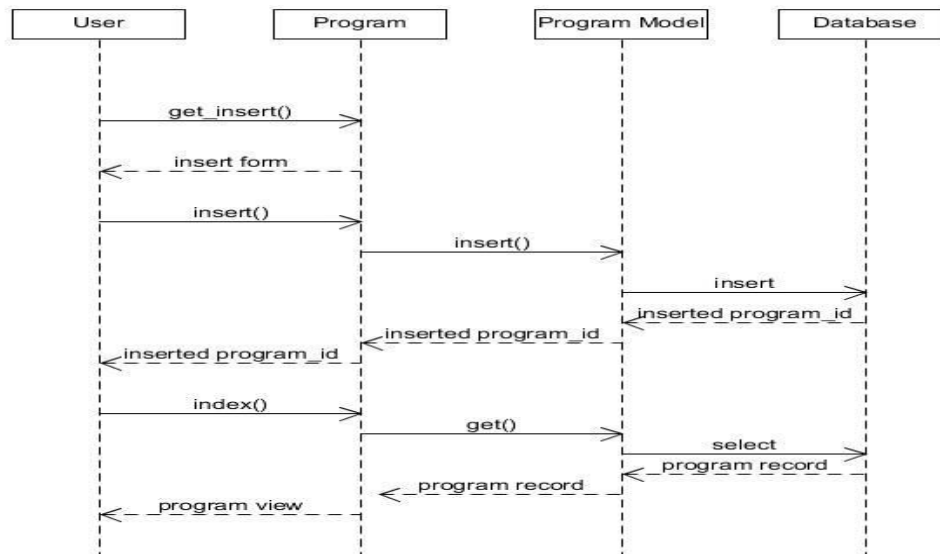 User
Program
Program Model
Database
get_insert()
insert form
insert()
insert()
insert
inserted program_id
inserted program_id
inserted program_id
index()
get()
select
program record
program record
program view